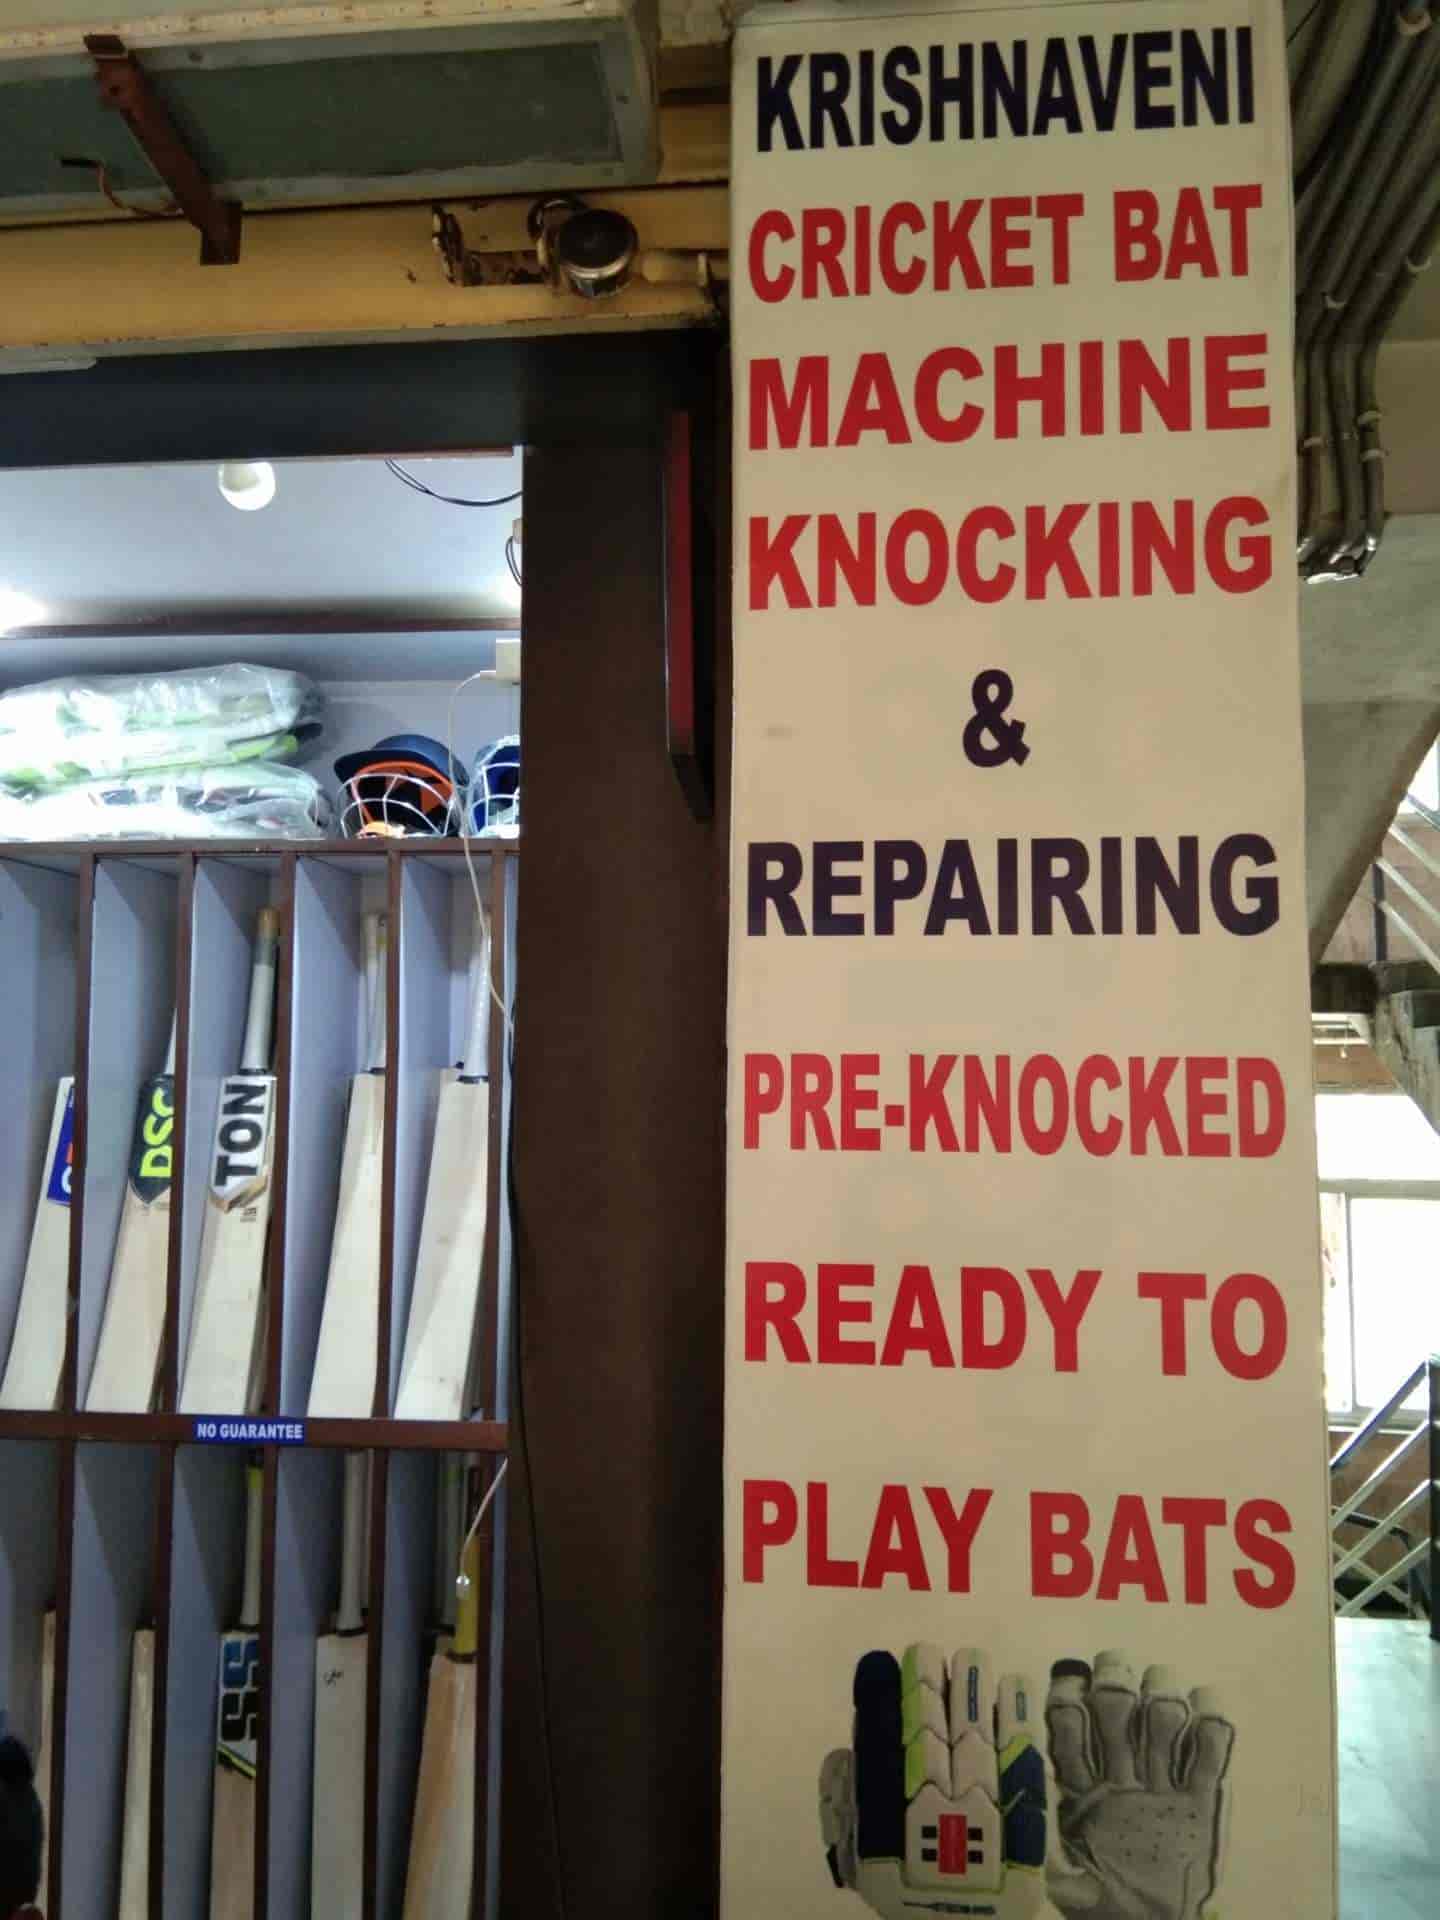 KRISHNAVENI
CRICKET BAT
MACHINE
KNOCKING
&
REPAIRING
PRE-KNOCKED
READY TO
PLAY BATS
DSC
TON
NO GUARANTEE
SS